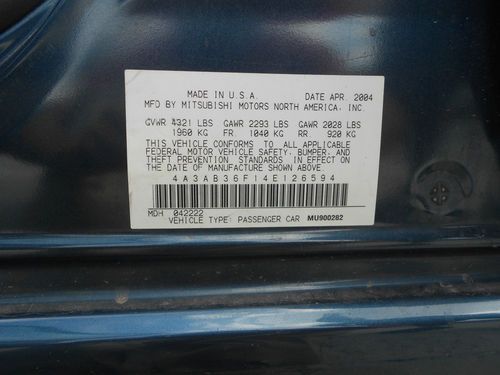 MADE IN U.S.A. DATE APR. 2004
MFD BY MITSUBISHI MOTORS NORTH AMERICA, INC.
GVWR 4321 LBS GAWR 2293 LBS GAWR 2028 LBS
1960 KG FR 1040 KG RR 920 KG
THIS VEHICLE CONFORMS TO ALL APPLICABLE
FEDERAL MOTOR VEHICLE SAFETY, BUMPER, AND
THEFT PREVENTION STANDARDS IN EFFECT ON
THE DATE OF MANUFACTURE SHOWN ABOVE.
4A3AB36F14E126594
MDH 042222
VEHICLE TYPE: PASSENGER CAR MU900282